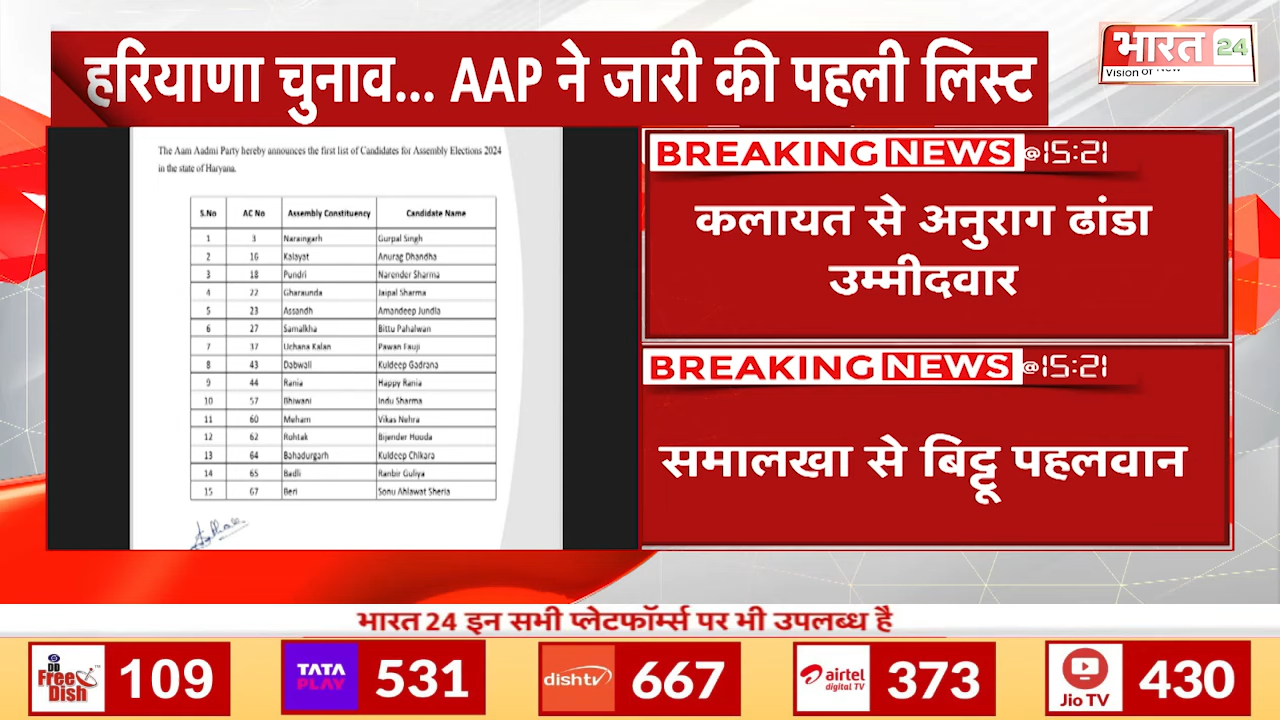 हरियाणा चुनाव... AAP ने जारी की पहली लिस्ट
भारत 24
Vision of New
The Aam Aadmi Party hereby announces the first list of Candidates for Assembly Elections 2024
in the state of Haryana.
S.No AC No Assembly Constituency Candidate Name
1 3 Naraingarh Gurpal Singh
2 16 Kalayat Anurag Dhandha
3 18 Pundri Narender Sharma
4 22 Gharaunda Jaipal Sharma
5 23 Assandh Amandeep Jundla
6 27 Samalkha Bittu Pahalwan
7 37 Uchana Kalan Pawan Fauji
8 43 Dabwali Kuldeep Gadrana
9 44 Rania Happy Rania
10 57 Bhiwani Indu Sharma
11 60 Meham Vikas Nehra
12 62 Rohtak Bijender Hooda
13 64 Bahadurgarh Kuldeep Chikara
14 65 Badli Ranbir Guliya
15 67 Beri Sonu Ahlawat Sheria
BREAKING NEWS @15:21
कलायत से अनुराग ढांडा
उम्मीदवार
BREAKING NEWS @15:21
समालखा से बिट्टू पहलवान
भारत 24 इन सभी प्लेटफॉर्म्स पर भी उपलब्ध है
DD Free Dish 109
TATA PLAY 531
dishtv 667
airtel digital TV 373
Jio TV 430